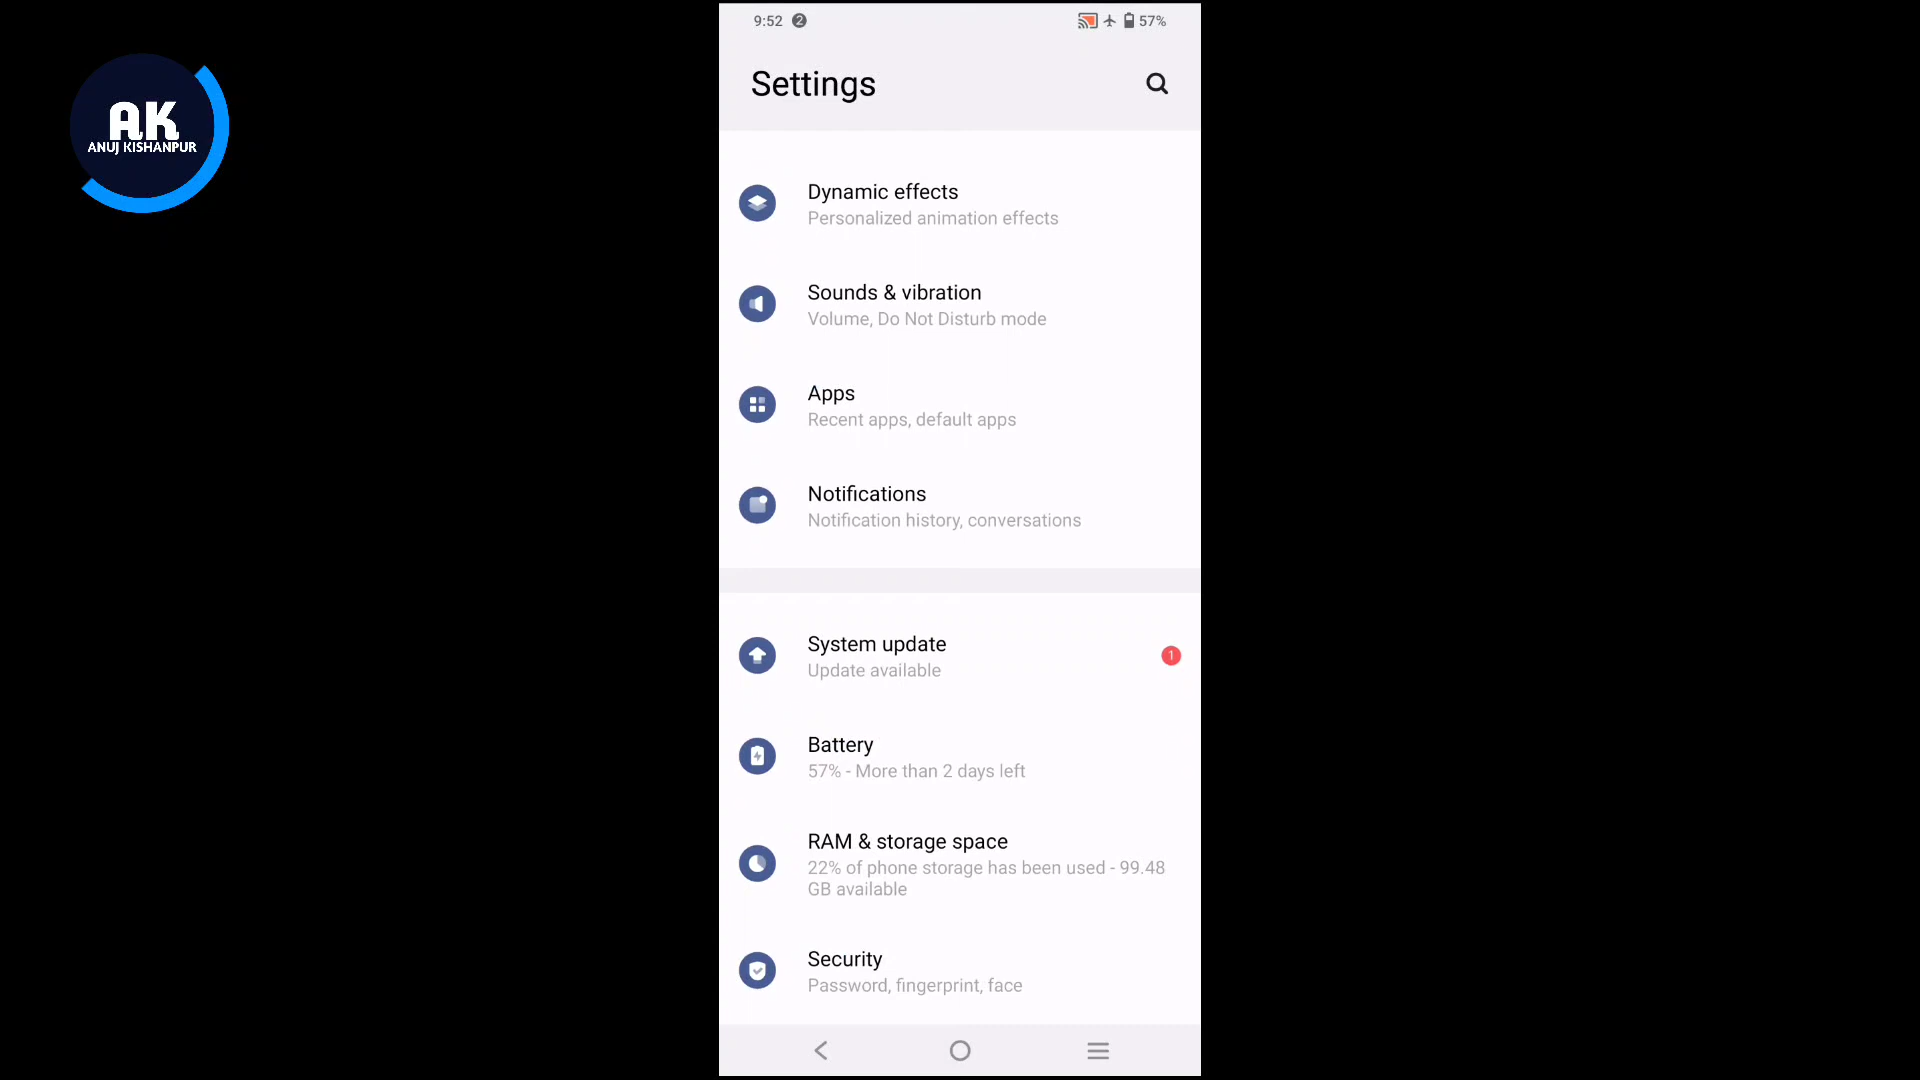 9:52 2 57%
AK
ANUJ KISHANPUR
Settings
Dynamic effects
Personalized animation effects
Sounds & vibration
Volume, Do Not Disturb mode
Apps
Recent apps, default apps
Notifications
Notification history, conversations
System update
Update available
1
Battery
57% - More than 2 days left
RAM & storage space
22% of phone storage has been used - 99.48
GB available
Security
Password, fingerprint, face